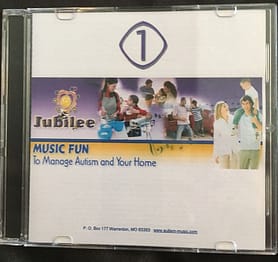 1
Jubilee
MUSIC FUN
To Manage Autism and Your Home
P. O. Box 177 Warrenton, MO 63383 www.autism-music.com